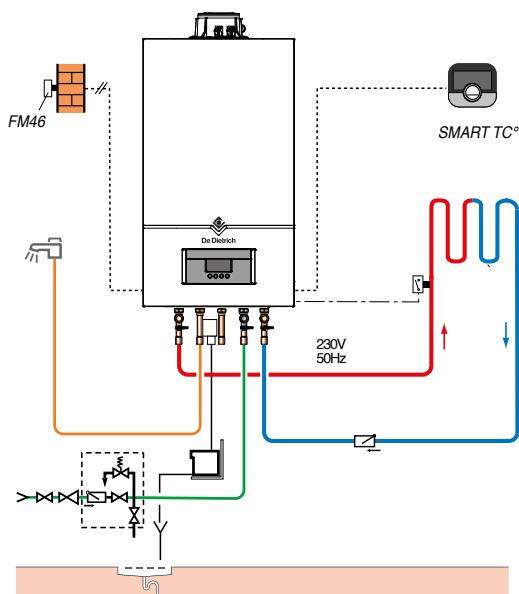 FM46
SMART TC°
De Dietrich
230V
50Hz